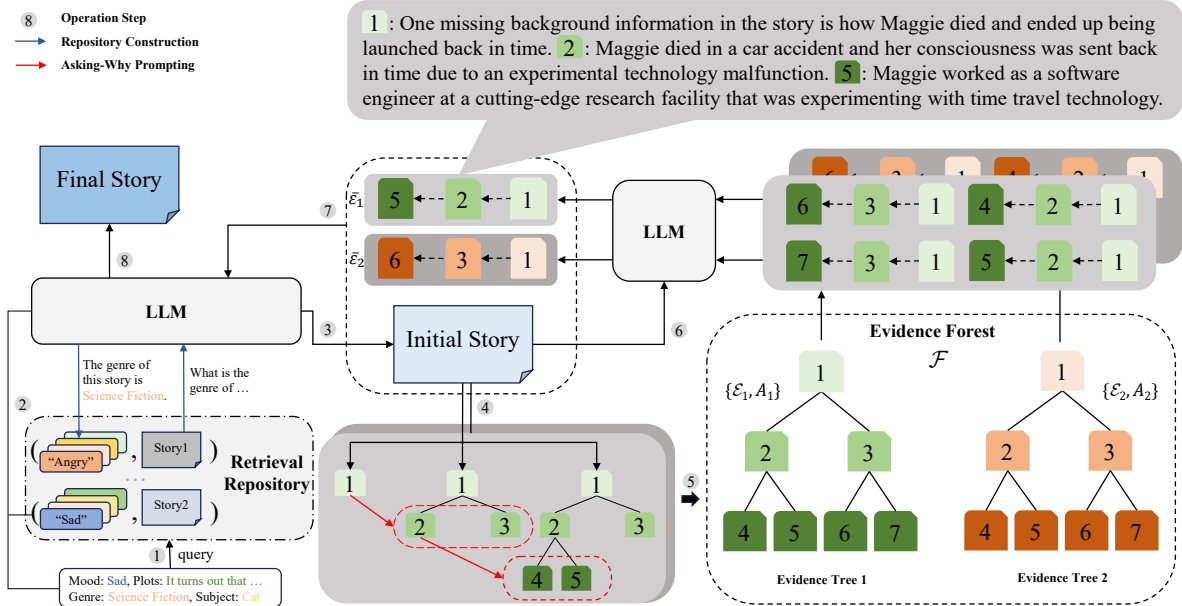 8 Operation Step
Repository Construction
Asking-Why Prompting
1 : One missing background information in the story is how Maggie died and ended up being
launched back in time. 2 : Maggie died in a car accident and her consciousness was sent back
in time due to an experimental technology malfunction. 5 : Maggie worked as a software
engineer at a cutting-edge research facility that was experimenting with time travel technology.
Final Story
8
LLM
7
3
ℰ̄₁ 5 2 1
ℰ̄₂ 6 3 1
Initial Story
LLM
6
6 2 1 4 2 1
6 3 1 4 2 1
7 3 1 5 2 1
The genre of
this story is
Science Fiction.
What is the
genre of …
2
( "Angry" , Story1 )
…
( "Sad" , Story2 )
Retrieval
Repository
1 query
Mood: Sad, Plots: It turns out that …
Genre: Science Fiction, Subject: Cat
4
1 1 1
2 3 2 3
4 5
5
Evidence Forest
ℱ
{ℰ₁, A₁}
1
2 3
4 5 6 7
Evidence Tree 1
{ℰ₂, A₂}
1
2 3
4 5 6 7
Evidence Tree 2